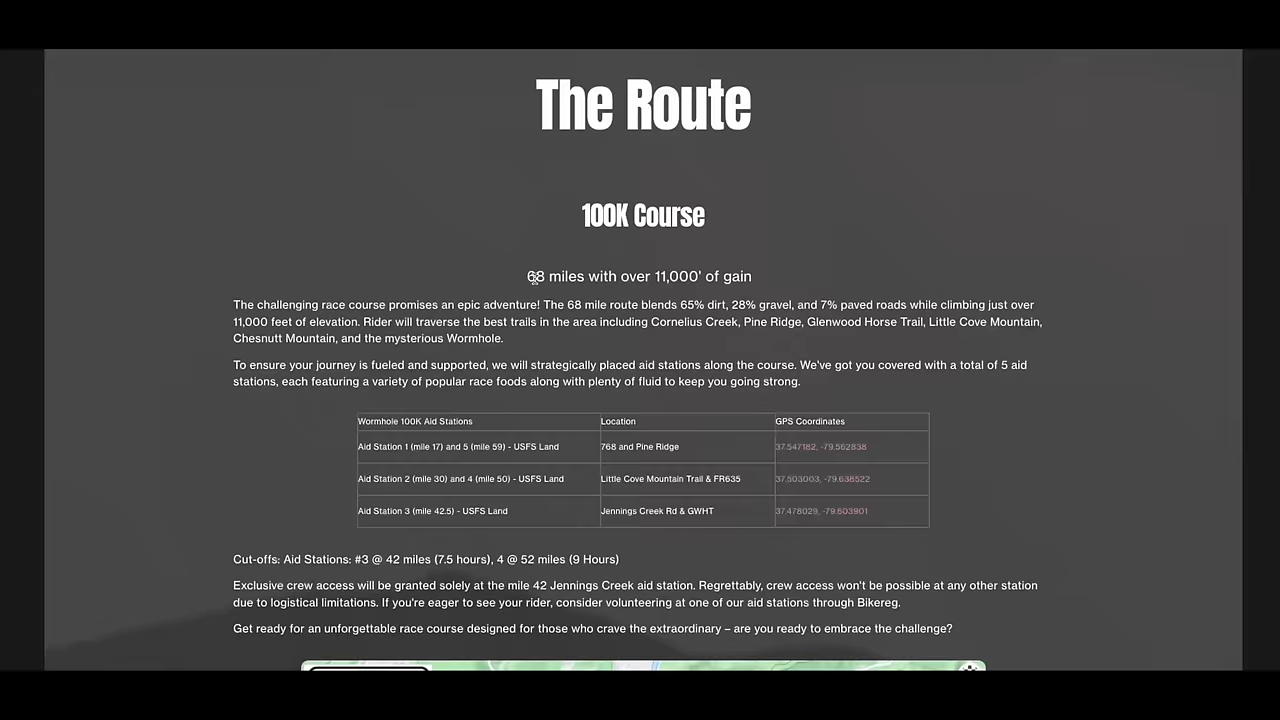 The Route
100K Course
68 miles with over 11,000' of gain
The challenging race course promises an epic adventure! The 68 mile route blends 65% dirt, 28% gravel, and 7% paved roads while climbing just over
11,000 feet of elevation. Rider will traverse the best trails in the area including Cornelius Creek, Pine Ridge, Glenwood Horse Trail, Little Cove Mountain,
Chesnutt Mountain, and the mysterious Wormhole.
To ensure your journey is fueled and supported, we will strategically placed aid stations along the course. We've got you covered with a total of 5 aid
stations, each featuring a variety of popular race foods along with plenty of fluid to keep you going strong.
Wormhole 100K Aid Stations Location GPS Coordinates
Aid Station 1 (mile 17) and 5 (mile 59) - USFS Land 768 and Pine Ridge 37.547182, -79.562838
Aid Station 2 (mile 30) and 4 (mile 50) - USFS Land Little Cove Mountain Trail & FR635 37.503003, -79.638522
Aid Station 3 (mile 42.5) - USFS Land Jennings Creek Rd & GWHT 37.478029, -79.603901
Cut-offs: Aid Stations: #3 @ 42 miles (7.5 hours), 4 @ 52 miles (9 Hours)
Exclusive crew access will be granted solely at the mile 42 Jennings Creek aid station. Regrettably, crew access won't be possible at any other station
due to logistical limitations. If you're eager to see your rider, consider volunteering at one of our aid stations through Bikereg.
Get ready for an unforgettable race course designed for those who crave the extraordinary – are you ready to embrace the challenge?